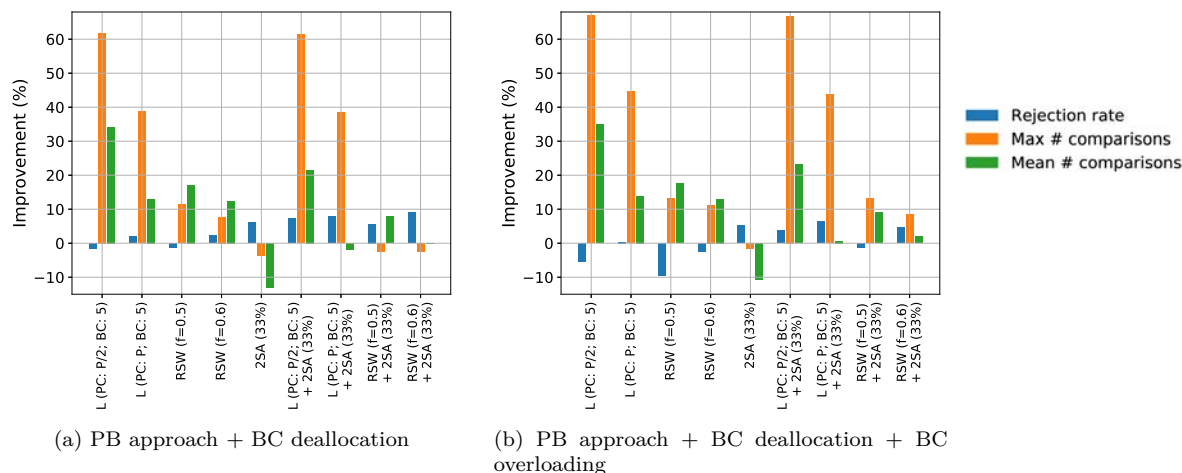 Improvement (%)
60
50
40
30
20
10
0
−10
L (PC: P/2; BC: 5)
L (PC: P; BC: 5)
RSW (f=0.5)
RSW (f=0.6)
2SA (33%)
L (PC: P/2; BC: 5)
+ 2SA (33%)
L (PC: P; BC: 5)
+ 2SA (33%)
RSW (f=0.5)
+ 2SA (33%)
RSW (f=0.6)
+ 2SA (33%)
(a) PB approach + BC deallocation
Improvement (%)
60
50
40
30
20
10
0
−10
L (PC: P/2; BC: 5)
L (PC: P; BC: 5)
RSW (f=0.5)
RSW (f=0.6)
2SA (33%)
L (PC: P/2; BC: 5)
+ 2SA (33%)
L (PC: P; BC: 5)
+ 2SA (33%)
RSW (f=0.5)
+ 2SA (33%)
RSW (f=0.6)
+ 2SA (33%)
(b) PB approach + BC deallocation + BC
overloading
Rejection rate
Max # comparisons
Mean # comparisons